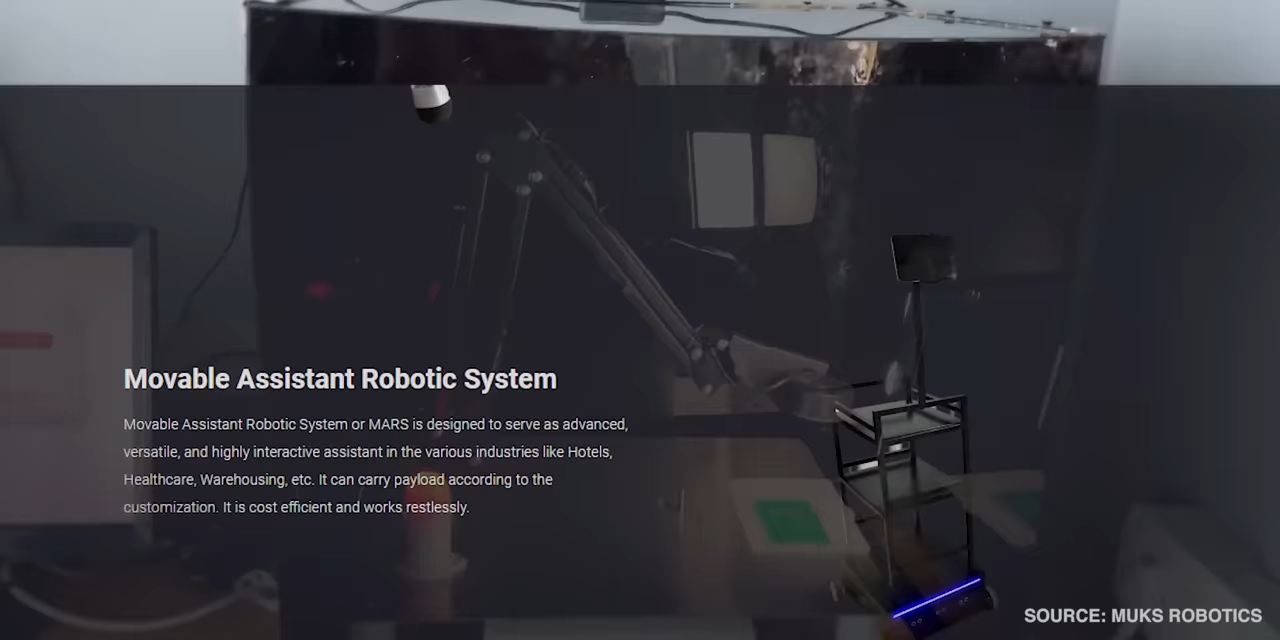 Movable Assistant Robotic System
Movable Assistant Robotic System or MARS is designed to serve as advanced,
versatile, and highly interactive assistant in the various industries like Hotels,
Healthcare, Warehousing, etc. It can carry payload according to the
customization. It is cost efficient and works restlessly.
SOURCE: MUKS ROBOTICS